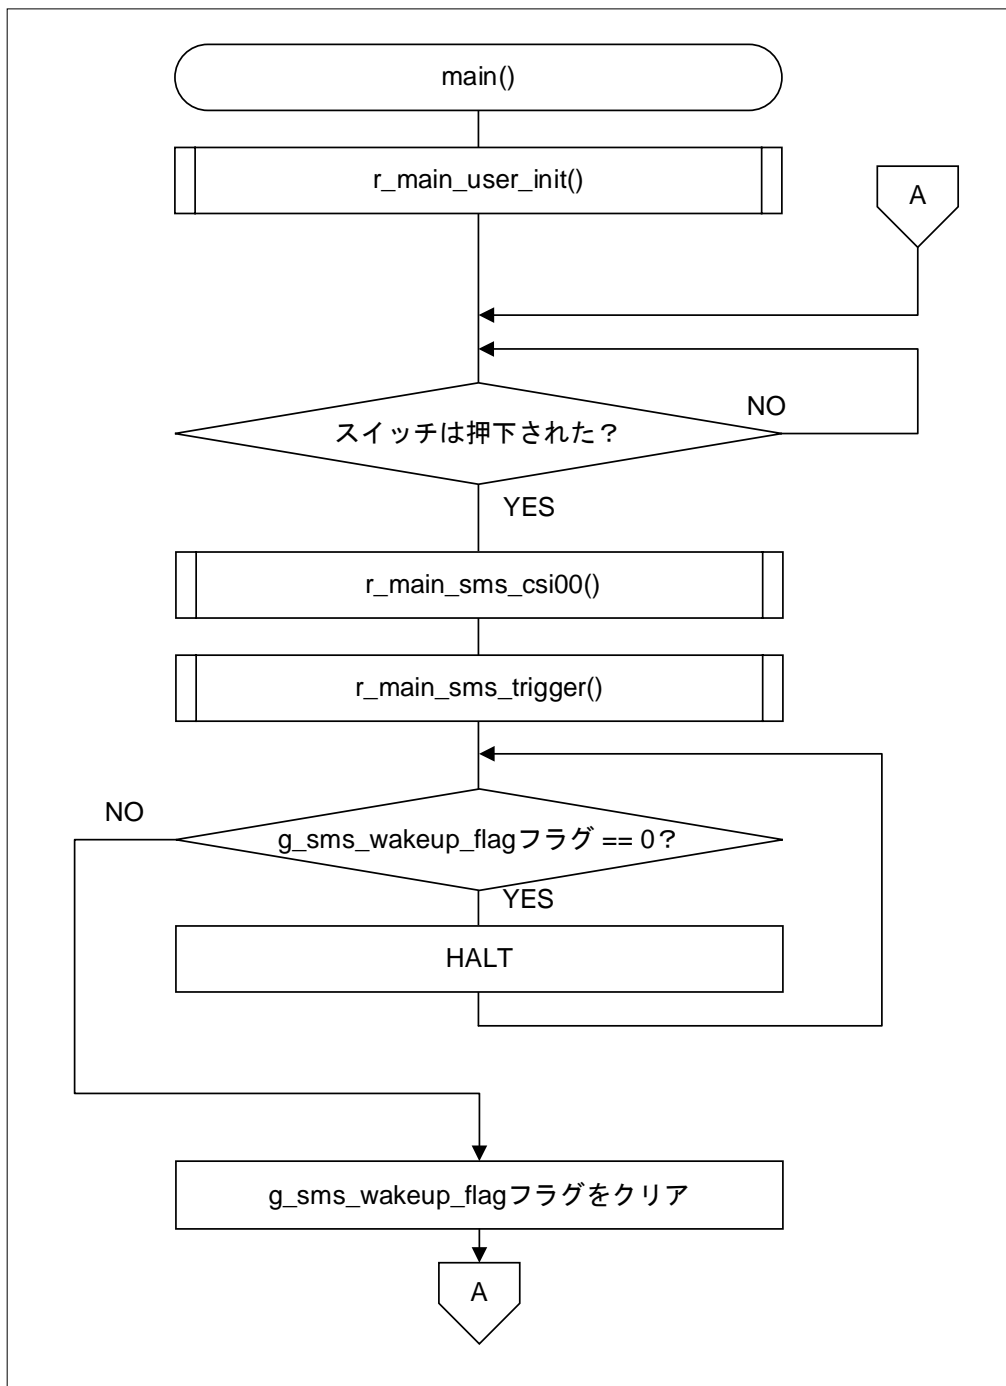 main()
r_main_user_init()
A
スイッチは押下された？
NO
YES
r_main_sms_csi00()
r_main_sms_trigger()
NO
g_sms_wakeup_flagフラグ == 0？
YES
HALT
g_sms_wakeup_flagフラグをクリア
A